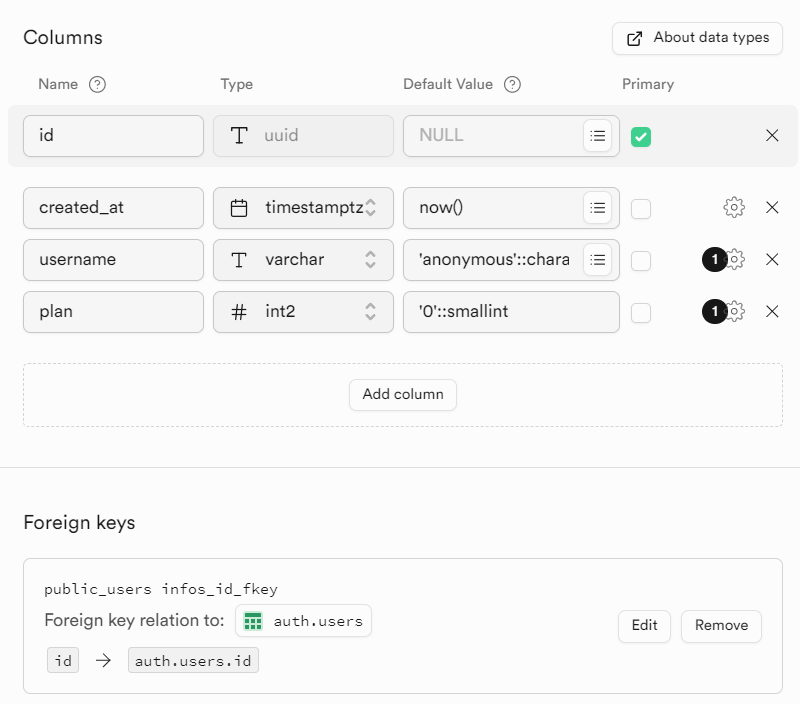 Columns
About data types
Name ? Type Default Value ? Primary
id uuid NULL
created_at timestamptz now()
username varchar 'anonymous'::chara 1
plan int2 '0'::smallint 1
Add column
Foreign keys
public_users infos_id_fkey
Foreign key relation to: auth.users
Edit Remove
id → auth.users.id